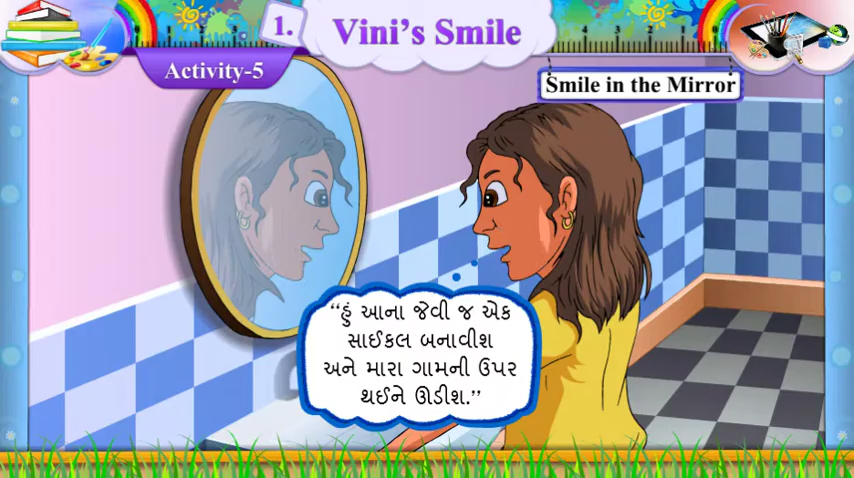 1.
Vini's Smile
Activity-5
Smile in the Mirror
“હું આના જેવી જ એક
સાઈકલ બનાવીશ
અને મારા ગામની ઉપર
થઈને ઊડીશ.”